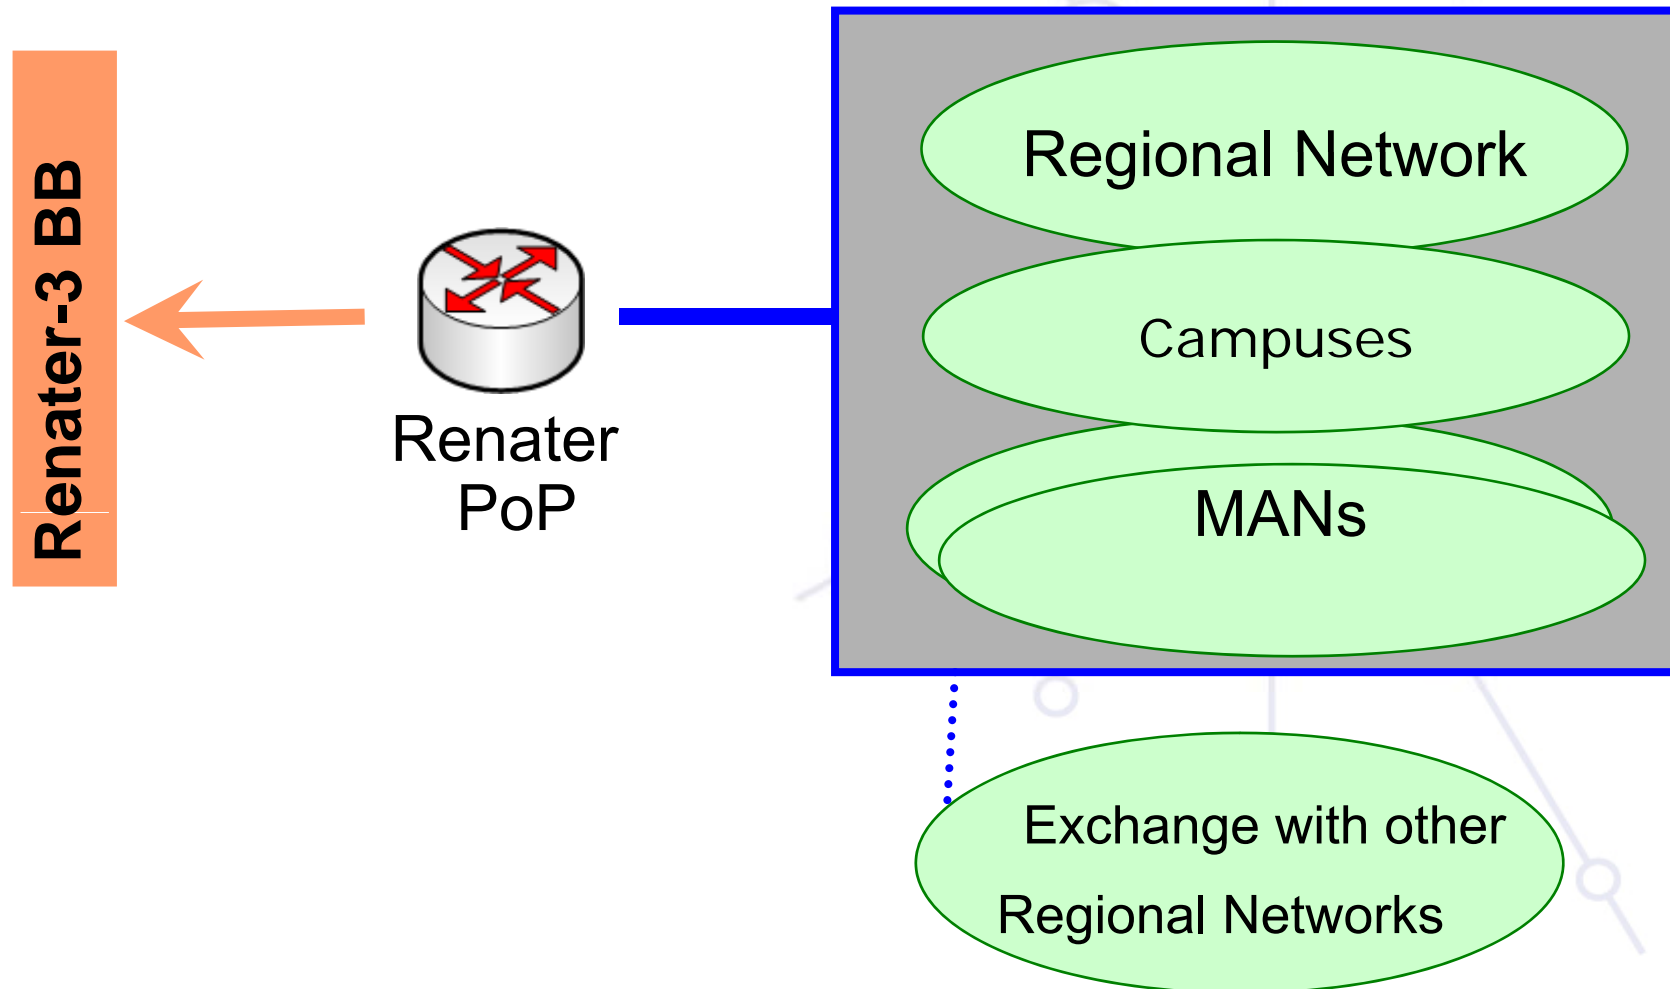 Renater-3 BB
Renater
PoP
Regional Network
Campuses
MANs
Exchange with other
Regional Networks